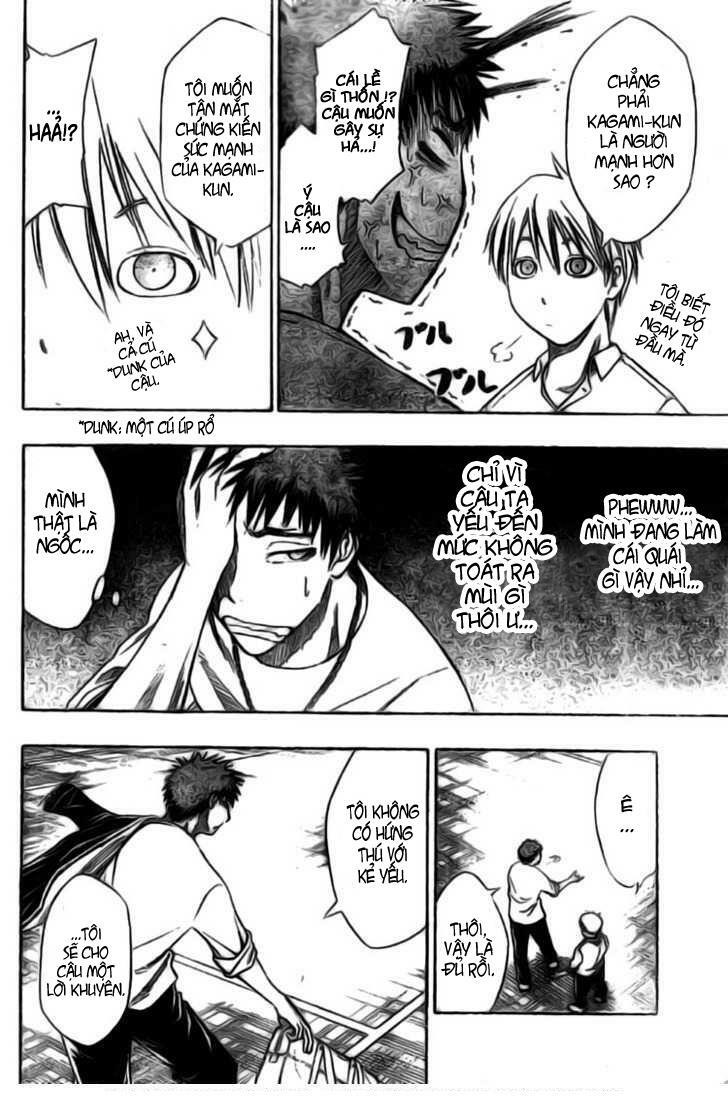 CHẲNG
PHẢI
KAGAMI-KUN
LÀ NGƯỜI
MẠNH HƠN
SAO ?
TÔI BIẾT
ĐIỀU ĐÓ
NGAY TỪ
ĐẦU MÀ.
CÁI LỀ
GÌ THỐN !?
CẬU MUỐN
GÂY SỰ
HẢ...!
Ý
CẬU
LÀ SAO
....
ブル
ブル
TÔI MUỐN
TẬN MẮT
CHỨNG KIẾN
SỨC MẠNH
CỦA KAGAMI-
KUN.
...
HAẢ!?
AH, VÀ
CẢ CÚ
*DUNK CỦA
CẬU.
*DUNK: MỘT CÚ ÚP RỔ
PHEWWW...
MÌNH ĐANG LÀM
CÁI QUÁI
GÌ VẬY NHỈ...
CHỈ VÌ
CẬU TA
YẾU ĐẾN
MỨC KHÔNG
TOÁT RA
MÙI GÌ
THÔI Ư...
MÌNH
THẬT LÀ
NGỐC...
Ê
...
THÔI,
VẬY LÀ
ĐỦ RỒI.
TÔI KHÔNG
CÓ HỨNG
THÚ VỚI
KẺ YẾU.
...TÔI
SẼ CHO
CẬU MỘT
LỜI KHUYÊN.